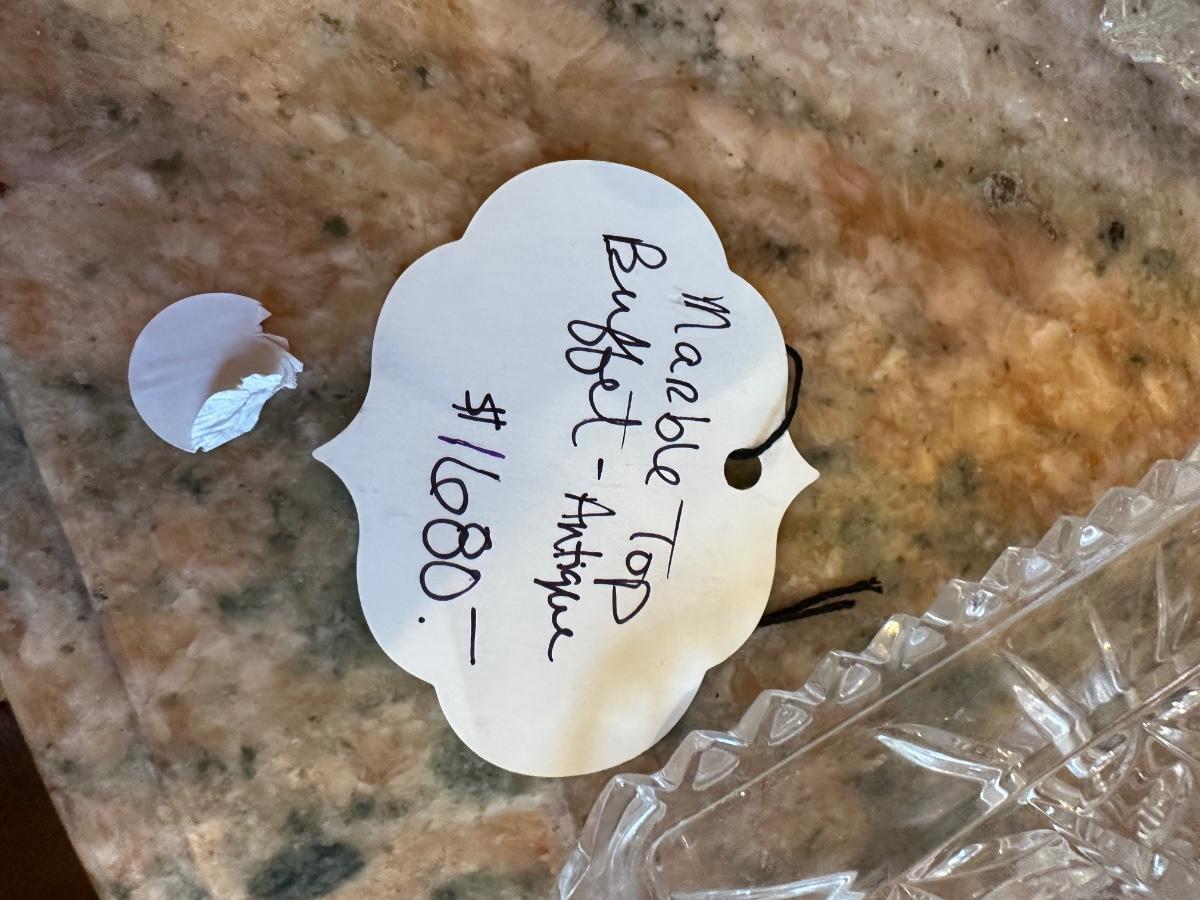 Marble Top
Buffet - Antique
$1680.—